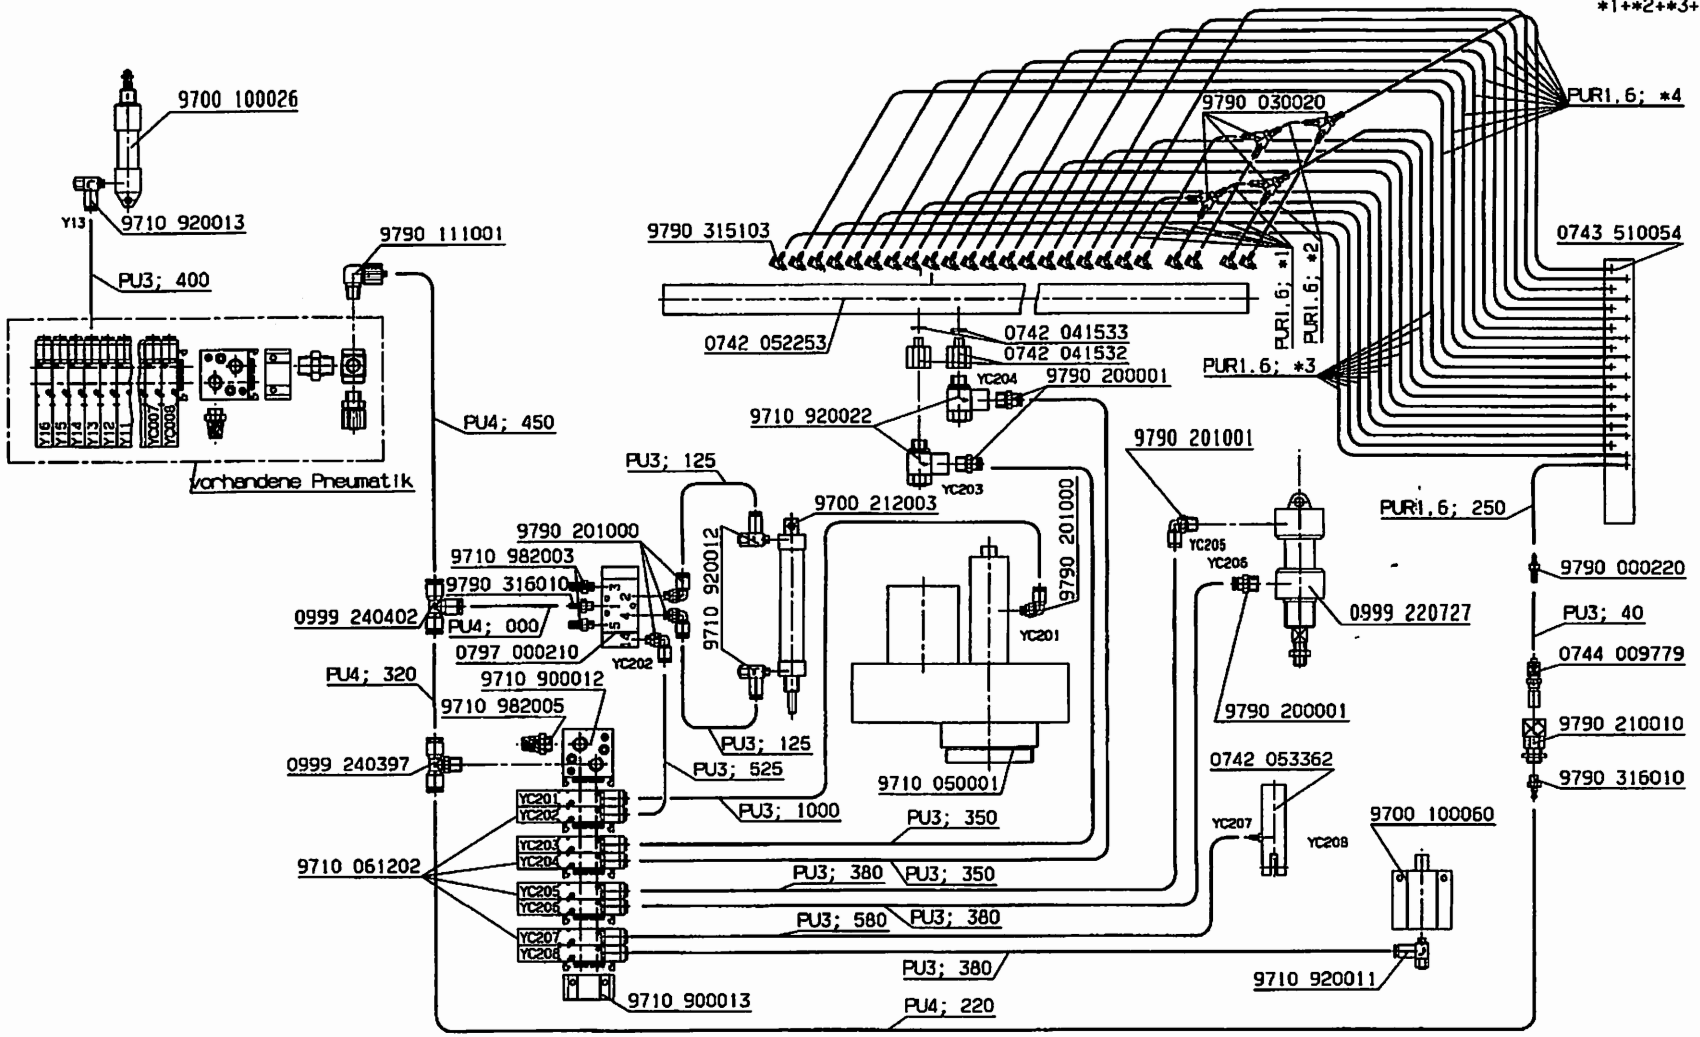 *1+*2+*3+
9700 100026
PUR1.6; *4
9790 030020
Y13
9710 920013
9790 111001
9790 315103
0743 510054
PU3; 400
PUR1.6; *1
PUR1.6; *2
0742 052253
0742 041533
0742 041532
PUR1.6; *3
YC204
9790 200001
Y16
Y15
Y14
Y13
Y12
Y11
YC007
YC008
PU4; 450
9710 920022
9790 201001
vorhandene Pneumatik
PU3; 125
YC203
9700 212003
9790 201000
PUR1.6; 250
9790 201000
9710 982003
9710 920012
YC205
YC206
9790 316010
3
2
1
4
5
14
9790 000220
0999 240402
PU4; 000
0999 220727
PU3; 40
YC201
0797 000210
YC202
0744 009779
PU4; 320
9710 900012
9710 982005
9790 200001
9790 210010
PU3; 125
0999 240397
PU3; 525
0742 053362
9710 050001
9790 316010
YC201
YC202
PU3; 1000
PU3; 350
9700 100060
YC207
YC208
YC203
YC204
9710 061202
PU3; 380
PU3; 350
YC205
YC206
PU3; 580
PU3; 380
YC207
YC208
PU3; 380
9710 920011
9710 900013
PU4; 220